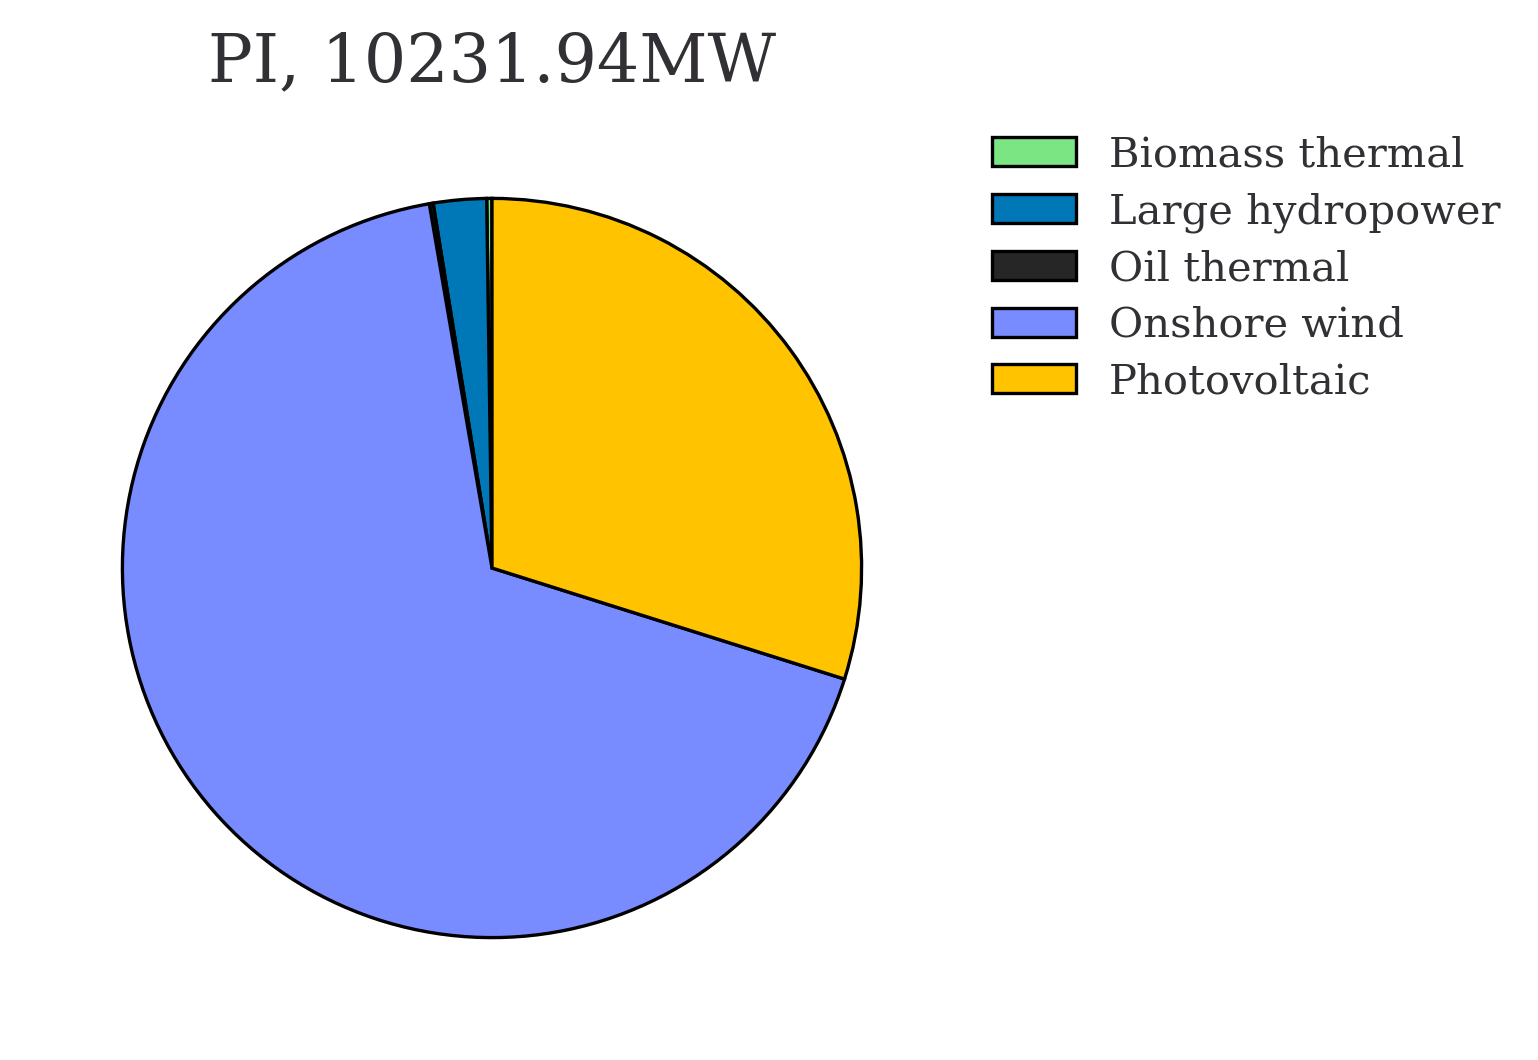 PI, 10231.94MW
Biomass thermal
Large hydropower
Oil thermal
Onshore wind
Photovoltaic